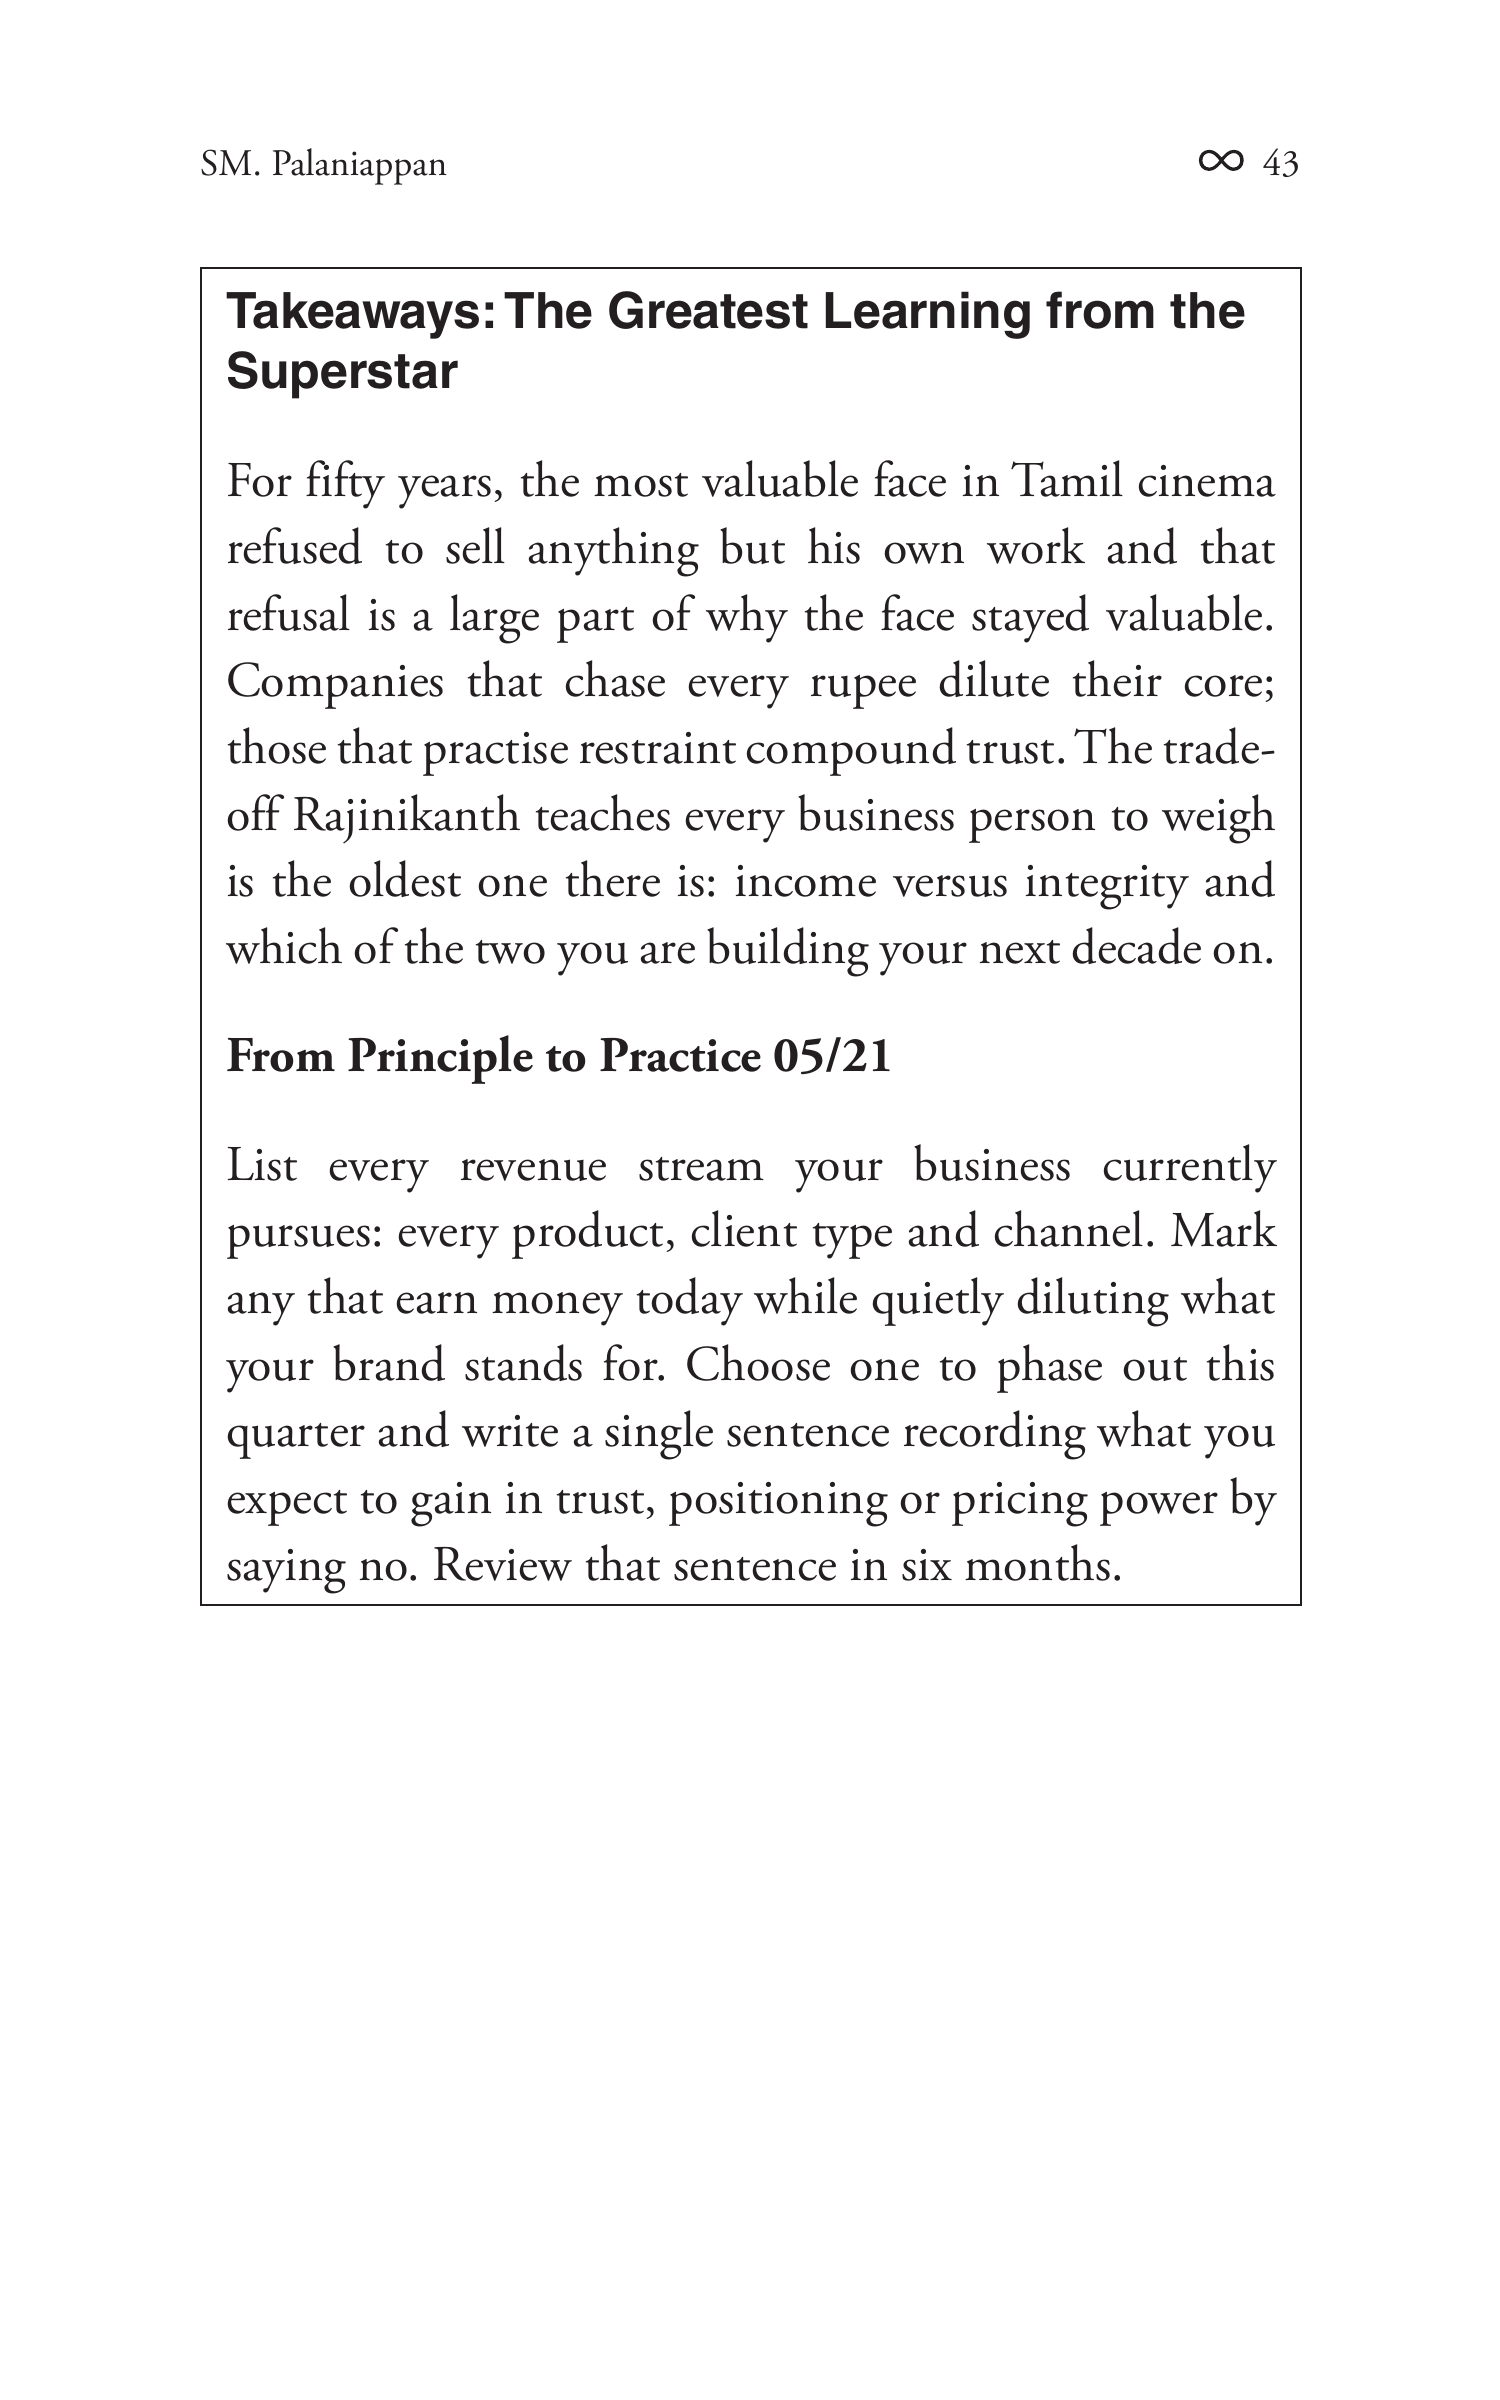 SM. Palaniappan ∞ 43
Takeaways: The Greatest Learning from the
Superstar
For fifty years, the most valuable face in Tamil cinema
refused to sell anything but his own work and that
refusal is a large part of why the face stayed valuable.
Companies that chase every rupee dilute their core;
those that practise restraint compound trust. The trade-
off Rajinikanth teaches every business person to weigh
is the oldest one there is: income versus integrity and
which of the two you are building your next decade on.
From Principle to Practice 05/21
List every revenue stream your business currently
pursues: every product, client type and channel. Mark
any that earn money today while quietly diluting what
your brand stands for. Choose one to phase out this
quarter and write a single sentence recording what you
expect to gain in trust, positioning or pricing power by
saying no. Review that sentence in six months.